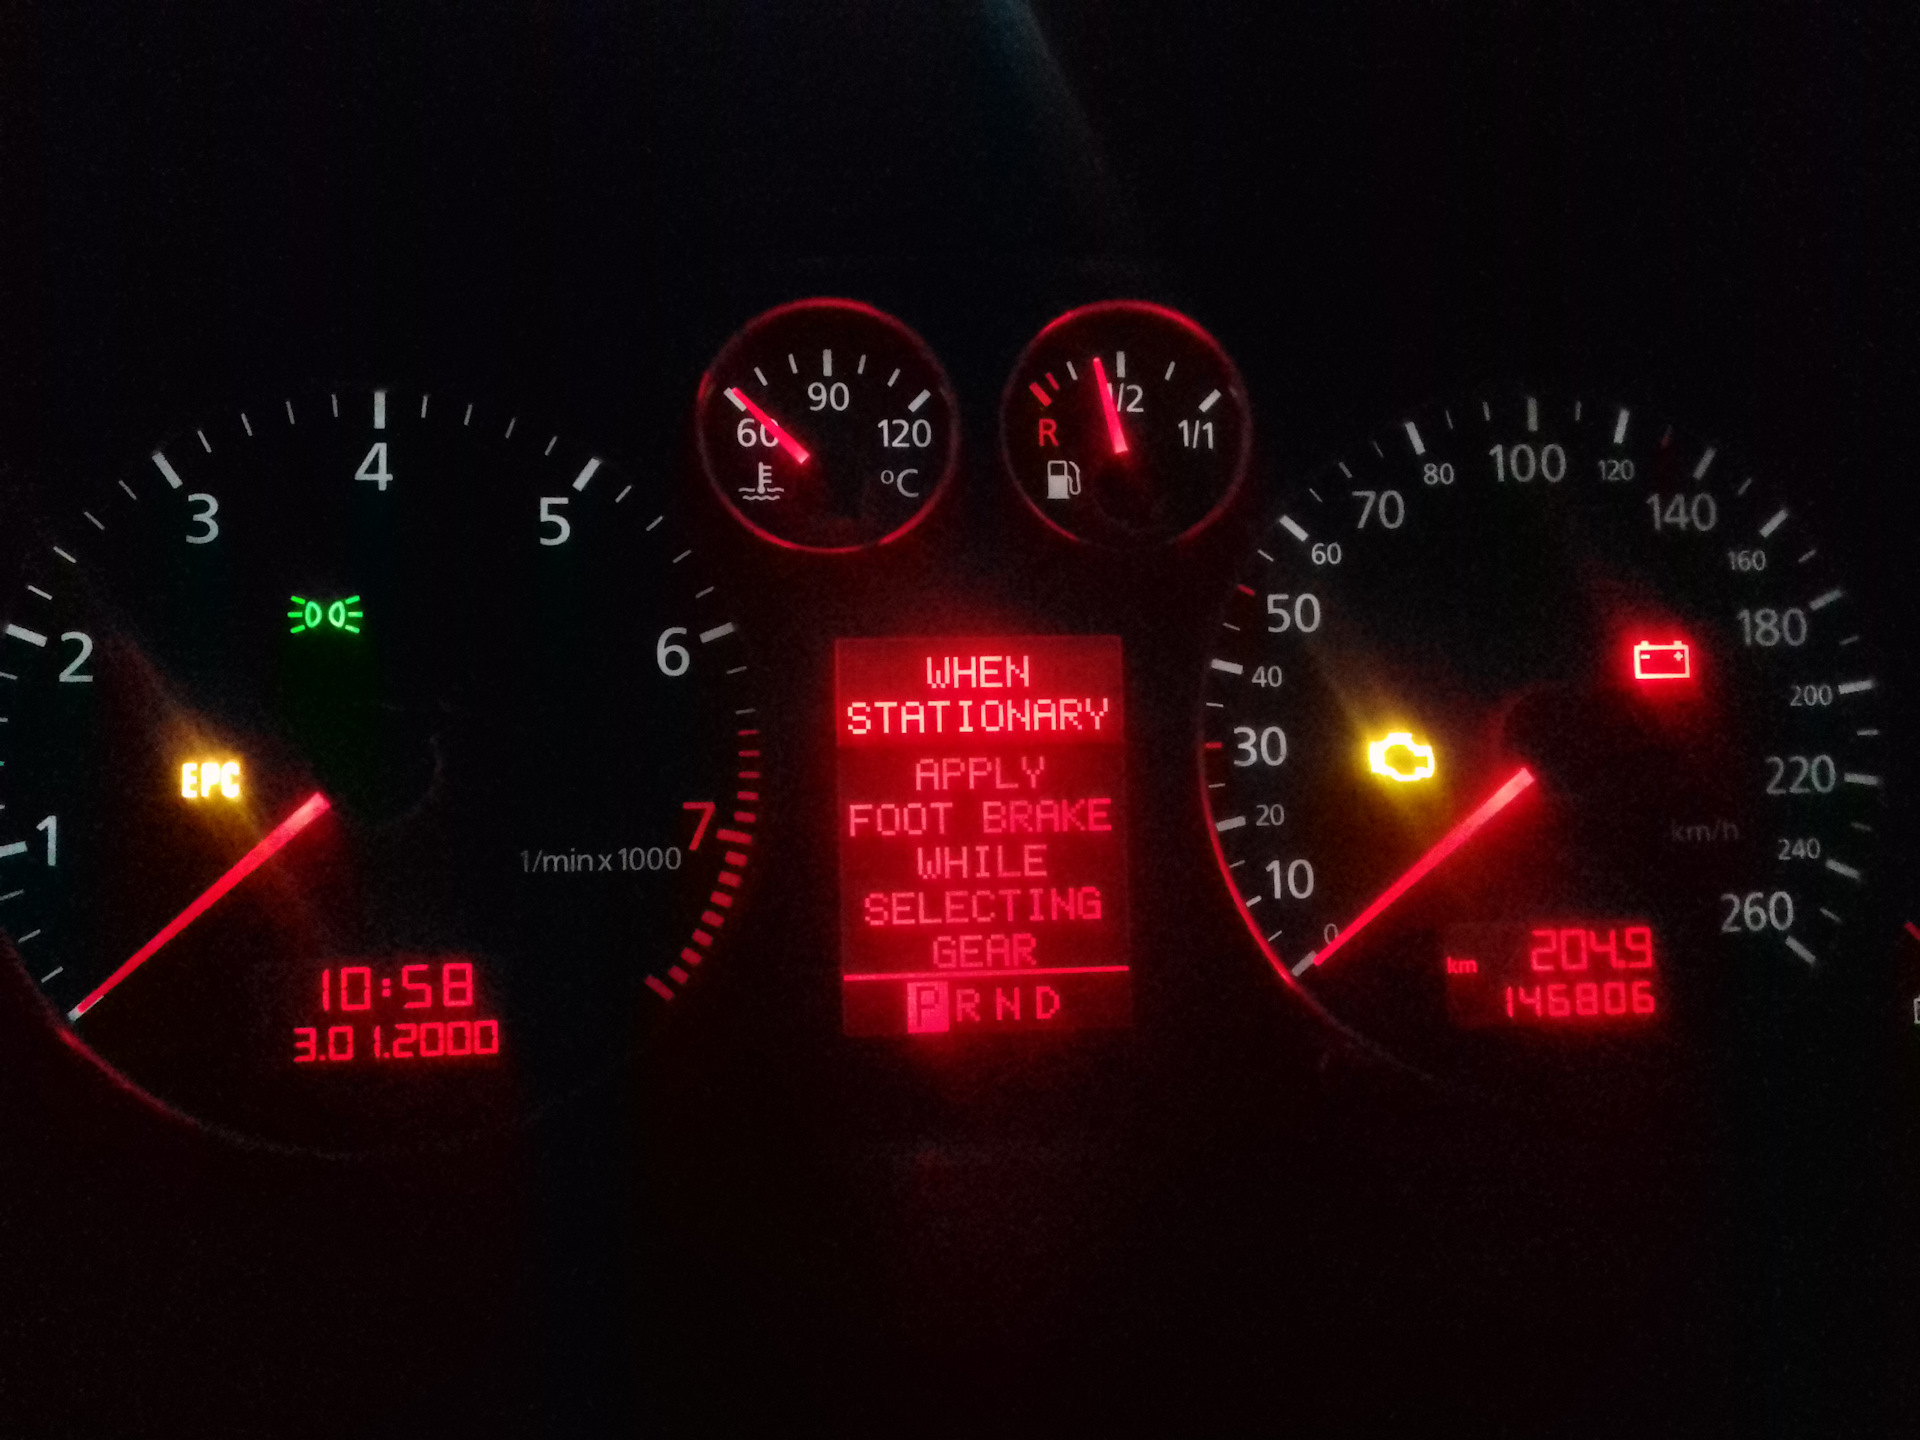 1
2
3
4
5
6
7
1/min x 1000
EPC
10:58
3.01.2000
60
90
120
°C
R
1/2
1/1
WHEN
STATIONARY
APPLY
FOOT BRAKE
WHILE
SELECTING
GEAR
P R N D
0
10
20
30
40
50
60
70
80
100
120
140
160
180
200
220
240
260
km/h
km
204.9
146806